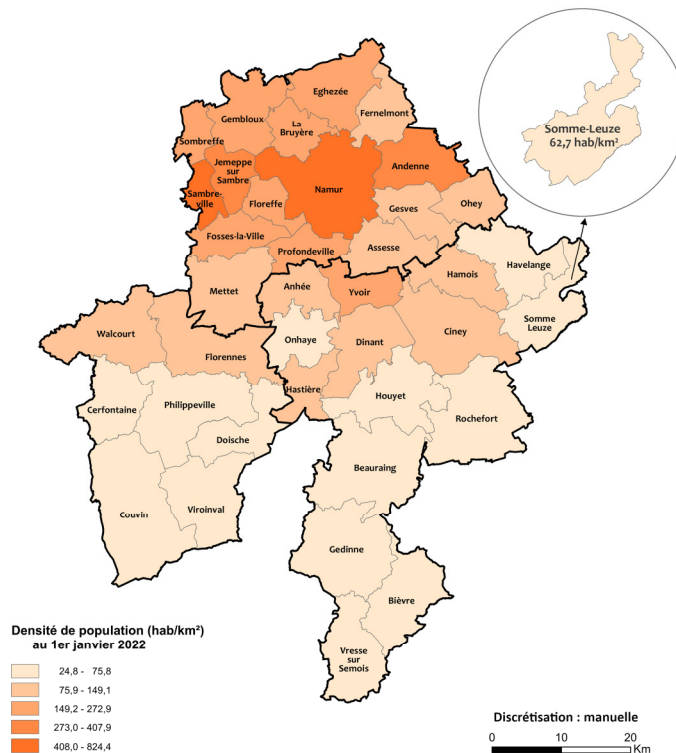 Eghezée
Gembloux
La
Bruyère
Fernelmont
Sombreffe
Jemeppe
sur
Sambre
Andenne
Namur
Sambre-
ville
Floreffe
Gesves
Ohey
Fosses-la-Ville
Profondeville
Assesse
Somme-Leuze
62,7 hab/km²
Mettet
Anhée
Yvoir
Hamois
Havelange
Walcourt
Florennes
Onhaye
Dinant
Ciney
Somme
Leuze
Hastière
Houyet
Cerfontaine
Philippeville
Rochefort
Doische
Beauraing
Couvin
Viroinval
Gedinne
Bièvre
Vresse
sur
Semois
Densité de population (hab/km²)
au 1er janvier 2022
24,8 - 75,8
75,9 - 149,1
149,2 - 272,9
273,0 - 407,9
408,0 - 824,4
Discrétisation : manuelle
0 10 20
Km